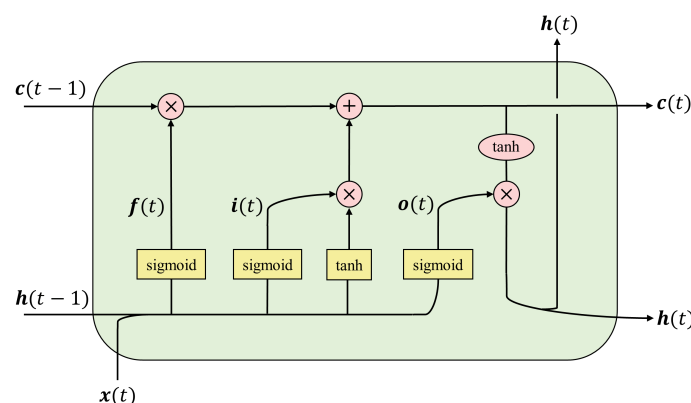 h(t)
c(t−1)
×
+
c(t)
tanh
f(t)
i(t)
×
o(t)
×
sigmoid
sigmoid
tanh
sigmoid
h(t−1)
h(t)
x(t)